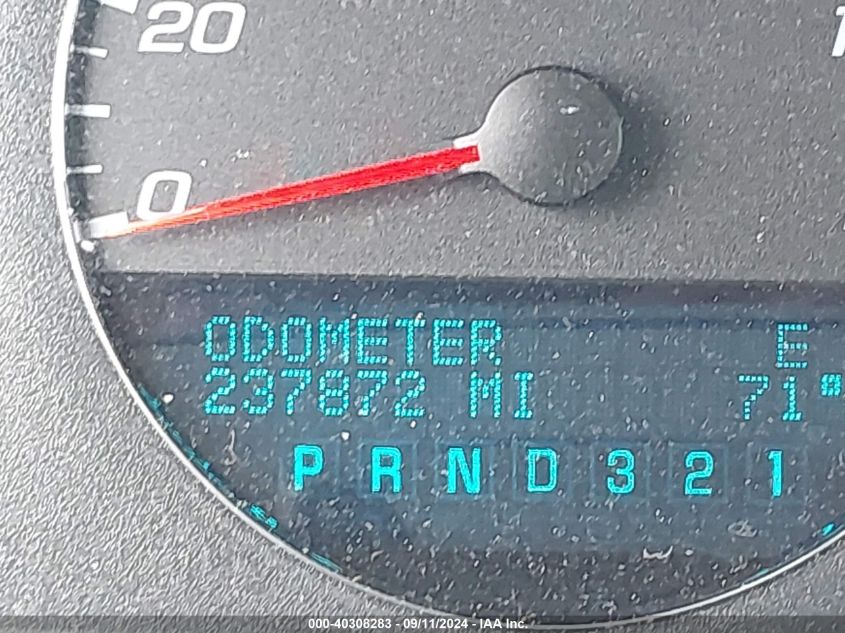 20
0
ODOMETER E
237872 MI 71°
P R N D 3 2 1
000-40308283 - 09/11/2024 - IAA Inc.